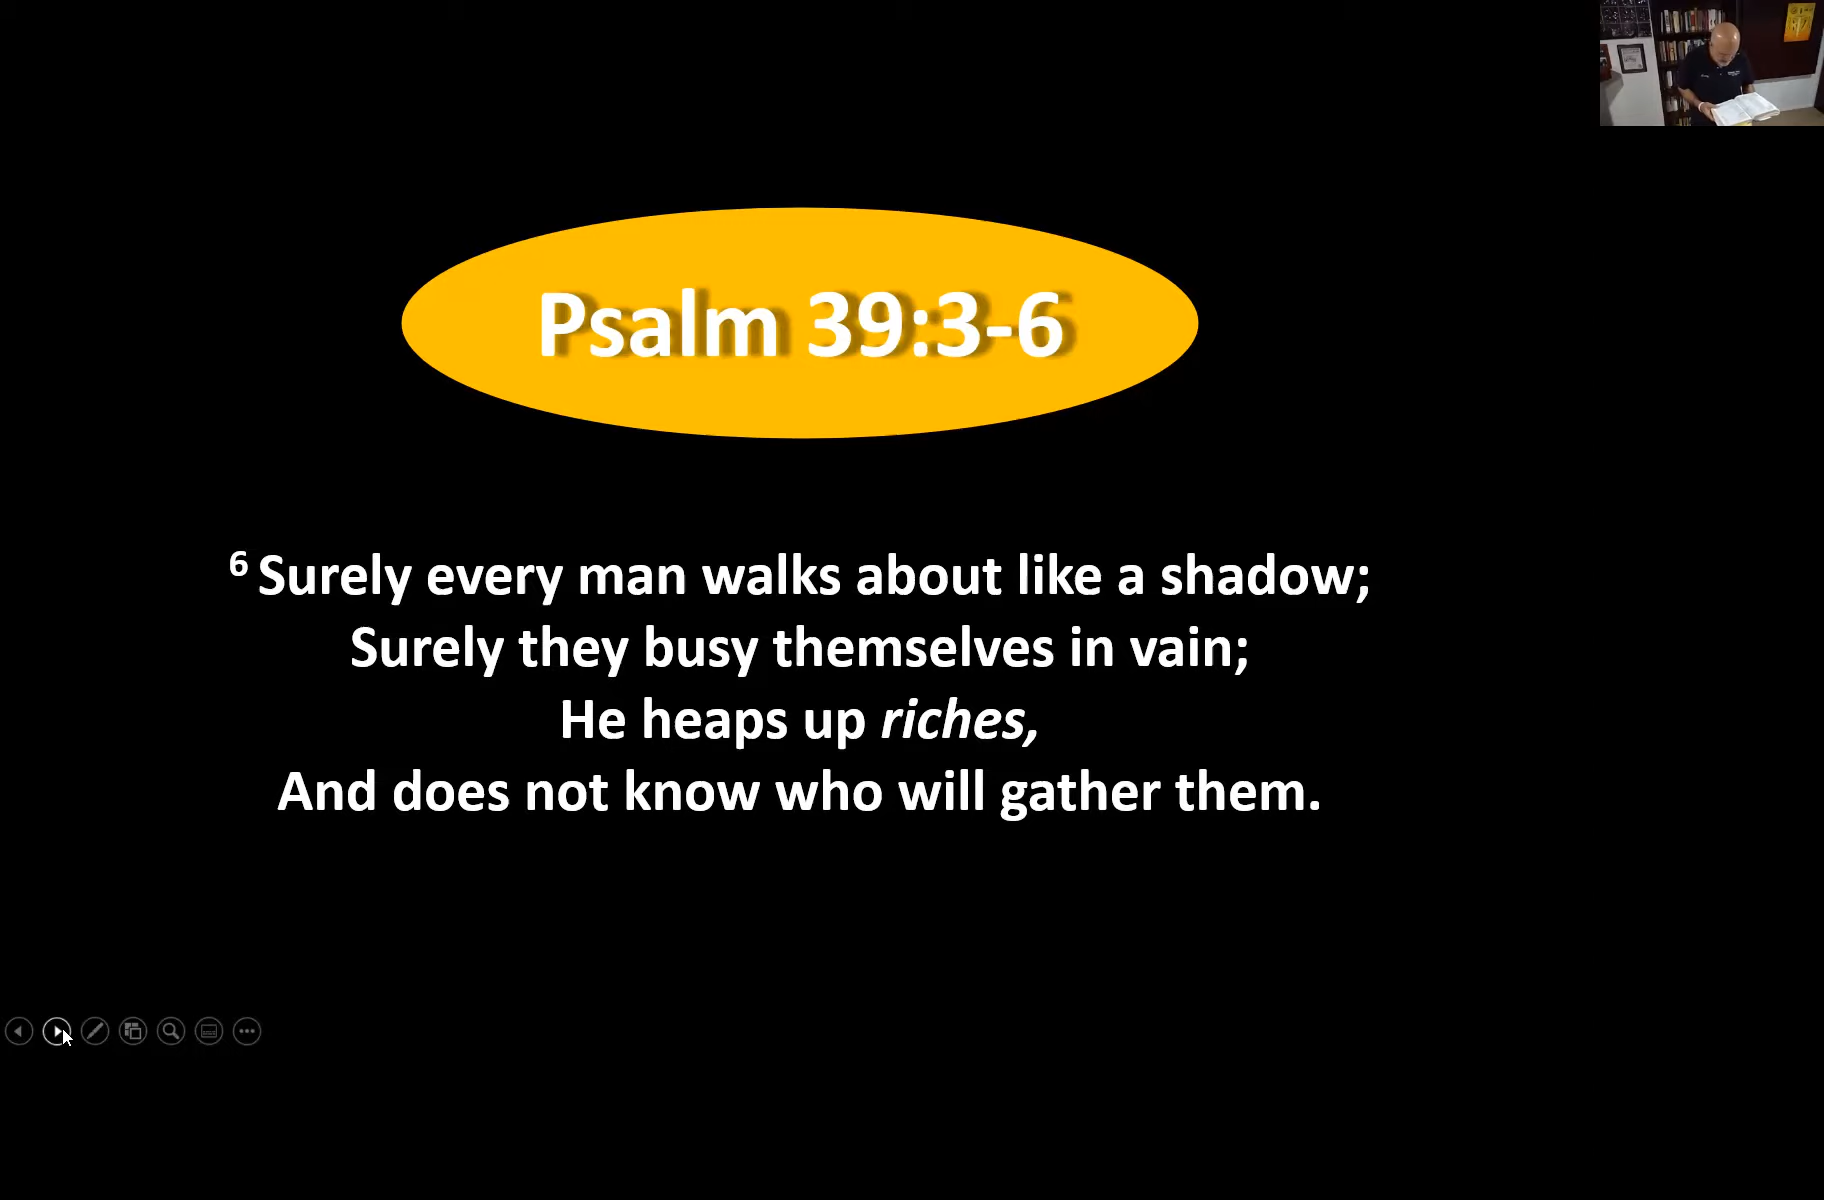 Psalm 39:3-6
6 Surely every man walks about like a shadow;
Surely they busy themselves in vain;
He heaps up riches,
And does not know who will gather them.